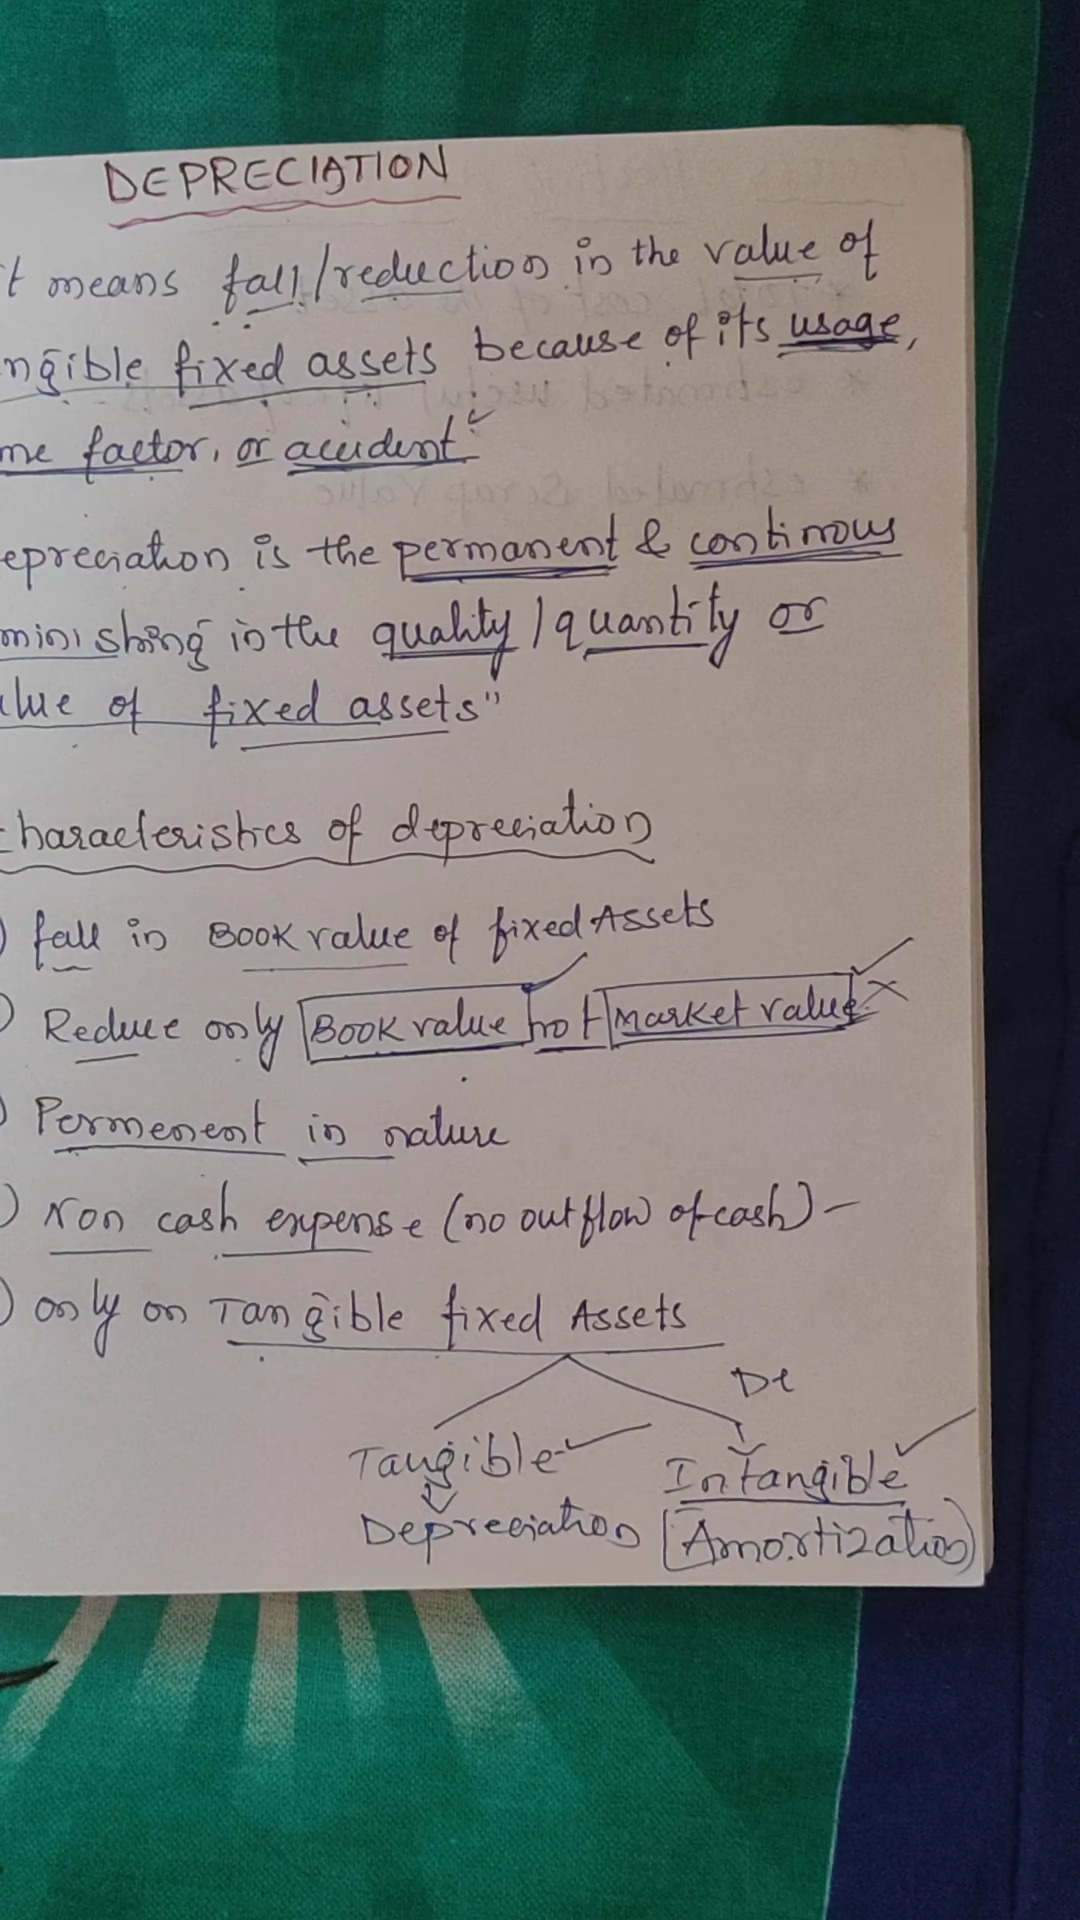 DEPRECIATION
t means fall/reduction in the value of
ngible fixed assets because of its usage,
me factor, or accident
epreciation is the permanent & continous
minishing in the quality / quantity or
lue of fixed assets"
characteristics of depreciation
) fall in Book value of fixed Assets
) Reduce only Book value not Market value x
) Permenent in nature
) Non cash expense (no outflow of cash) -
) only on Tangible fixed Assets
De
Tangible Intangible
Depreciation (Amortization)